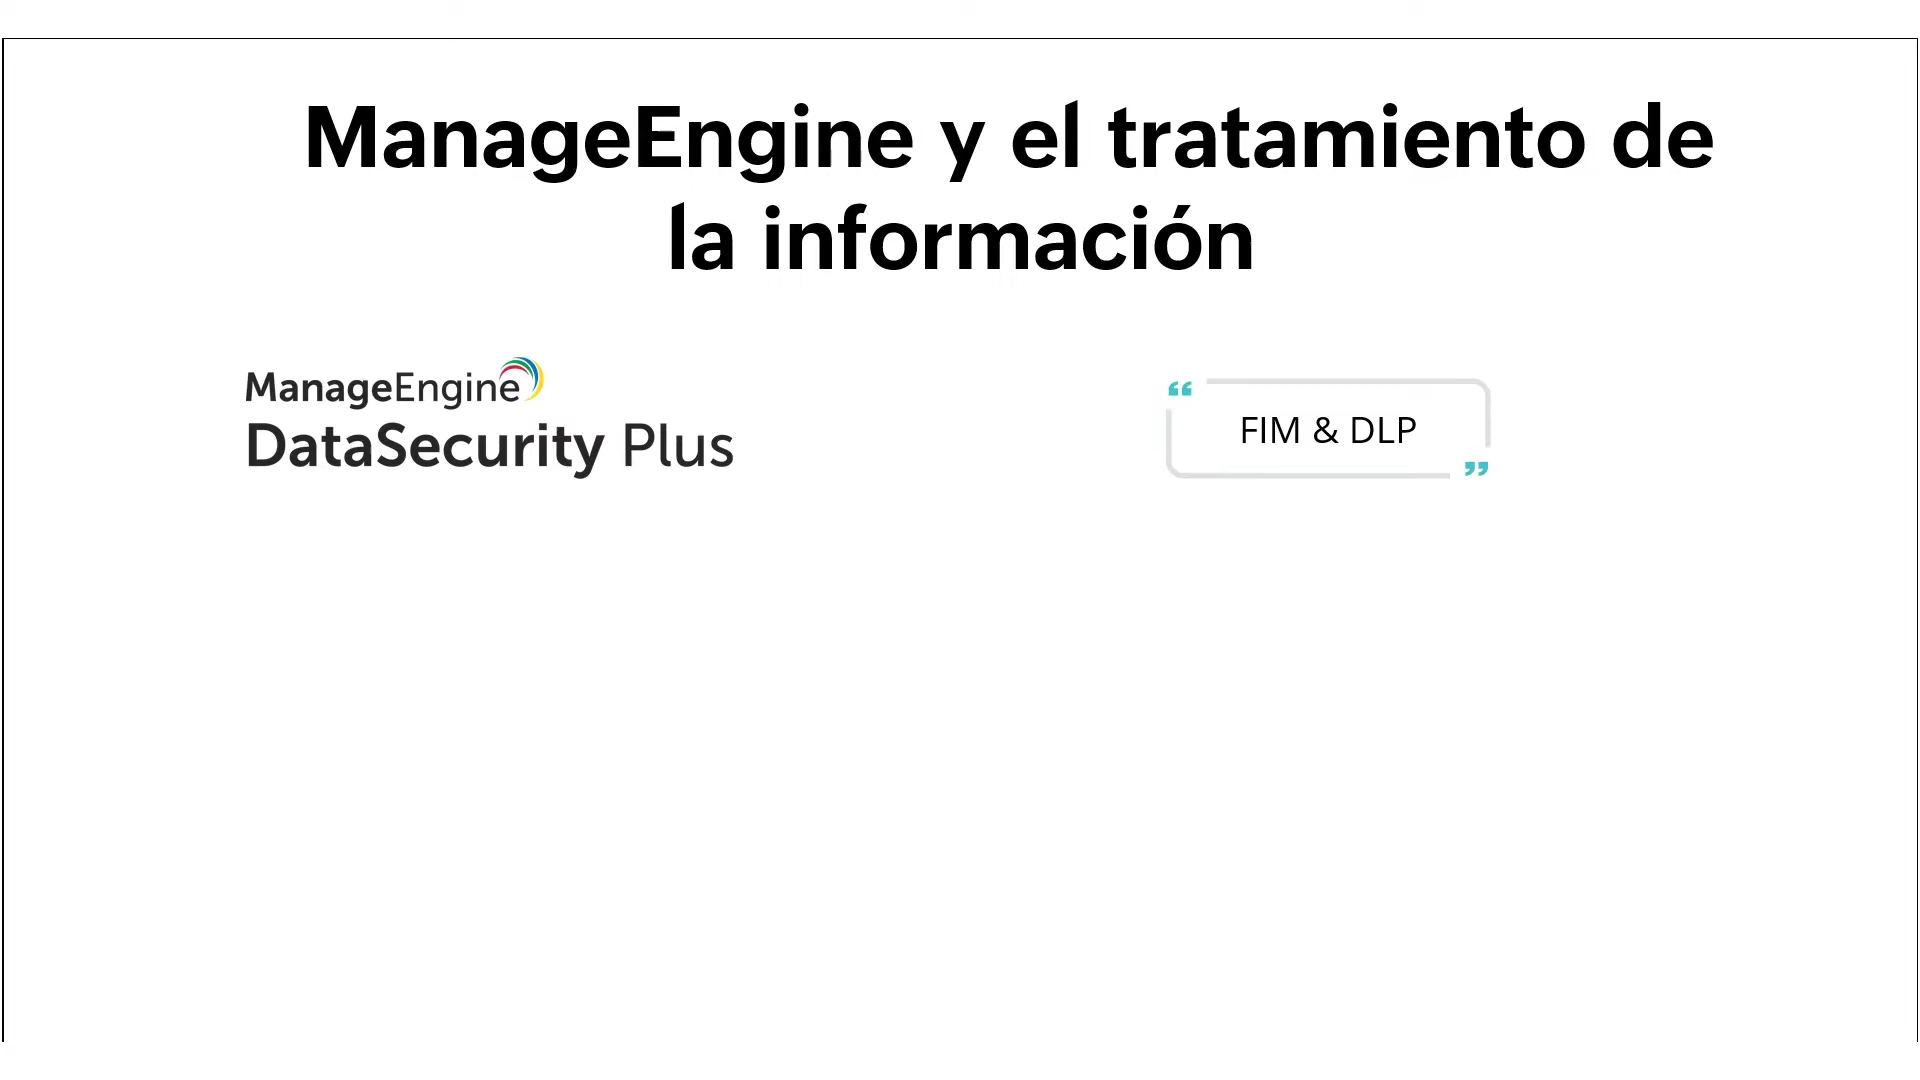 ManageEngine y el tratamiento de
la información
ManageEngine
DataSecurity Plus
“ FIM & DLP ”